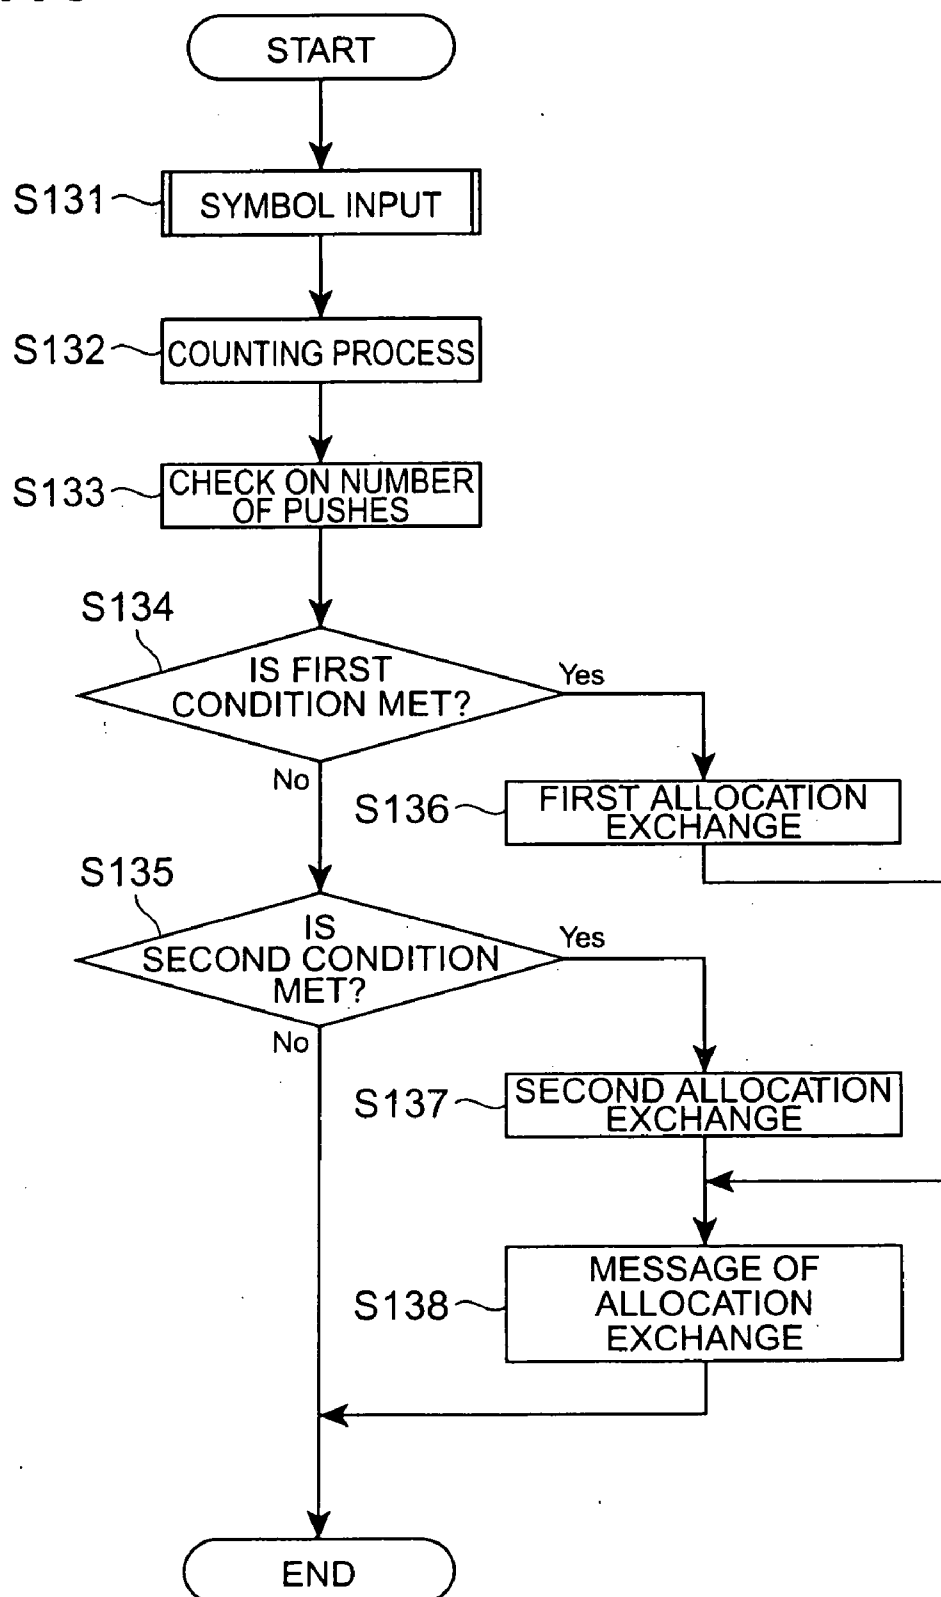 START
S131
SYMBOL INPUT
S132
COUNTING PROCESS
S133
CHECK ON NUMBER
OF PUSHES
S134
IS FIRST
CONDITION MET?
Yes
No
S136
FIRST ALLOCATION
EXCHANGE
S135
IS
SECOND CONDITION
MET?
Yes
No
S137
SECOND ALLOCATION
EXCHANGE
S138
MESSAGE OF
ALLOCATION
EXCHANGE
END